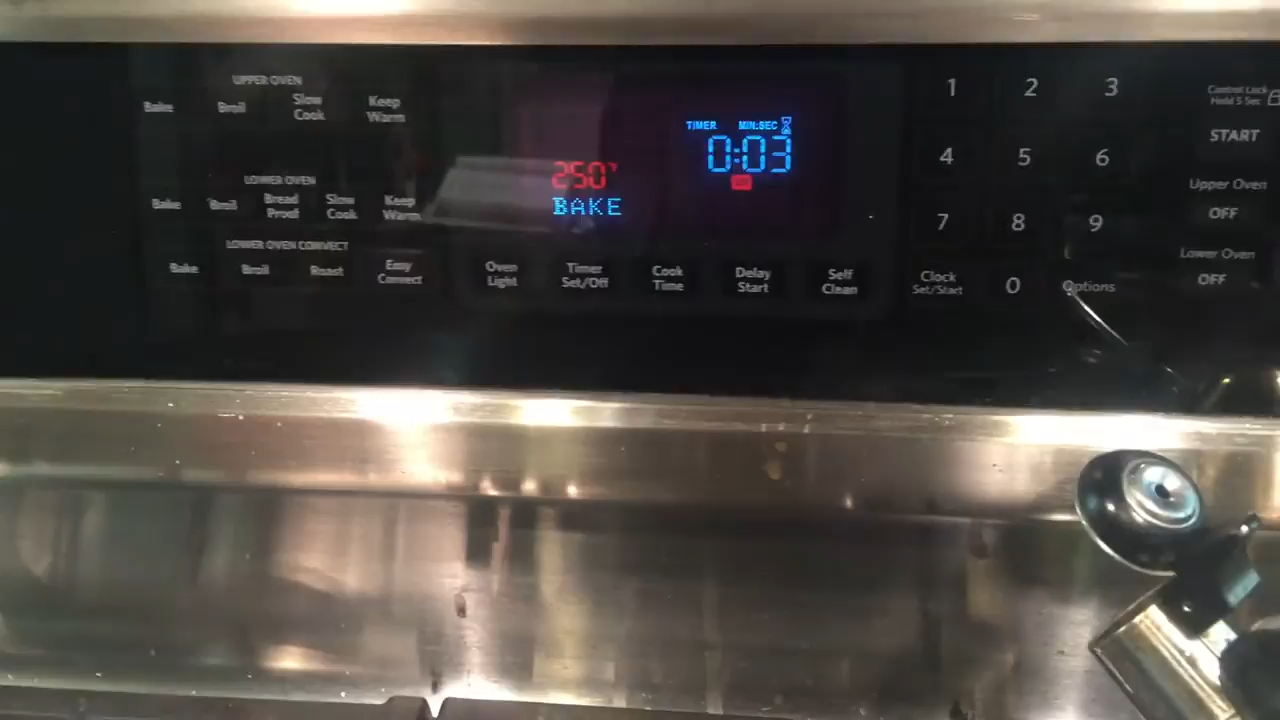 UPPER OVEN
Bake Broil Slow Cook Keep Warm
LOWER OVEN
Bake Broil Bread Proof Slow Cook Keep Warm
LOWER OVEN CONVECT
Bake Broil Roast Easy Convect
250°
BAKE
TIMER MIN:SEC
0:03
Oven Light Timer Set/Off Cook Time Delay Start Self Clean
1 2 3
4 5 6
7 8 9
Clock Set/Start 0 Options
Control Lock
Hold 3 Sec
START
Upper Oven
OFF
Lower Oven
OFF